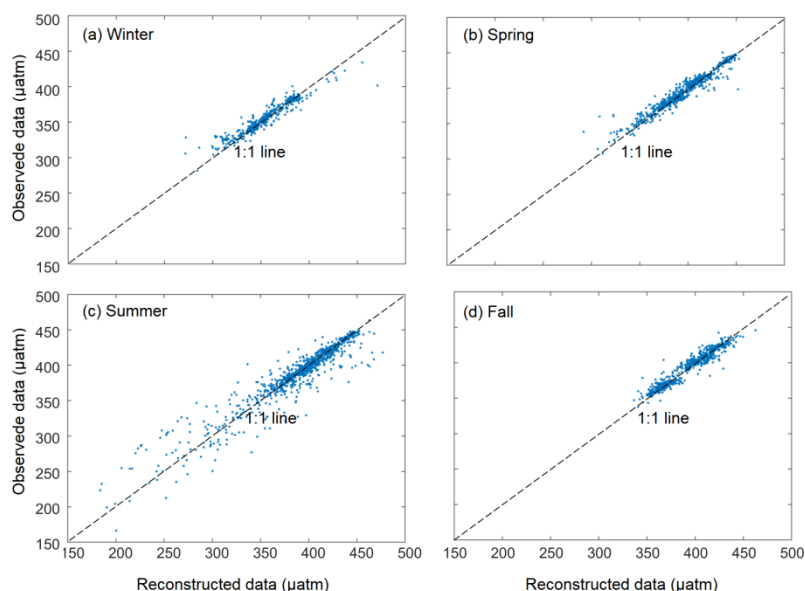 500
(a) Winter
(b) Spring
450
400
350
300
250
200
150
Observede data (µatm)
1:1 line
1:1 line
500
(c) Summer
(d) Fall
450
400
350
300
250
200
150
Observede data (µatm)
1:1 line
1:1 line
150 200 250 300 350 400 450 500
150 200 250 300 350 400 450 500
Reconstructed data (µatm)
Reconstructed data (µatm)